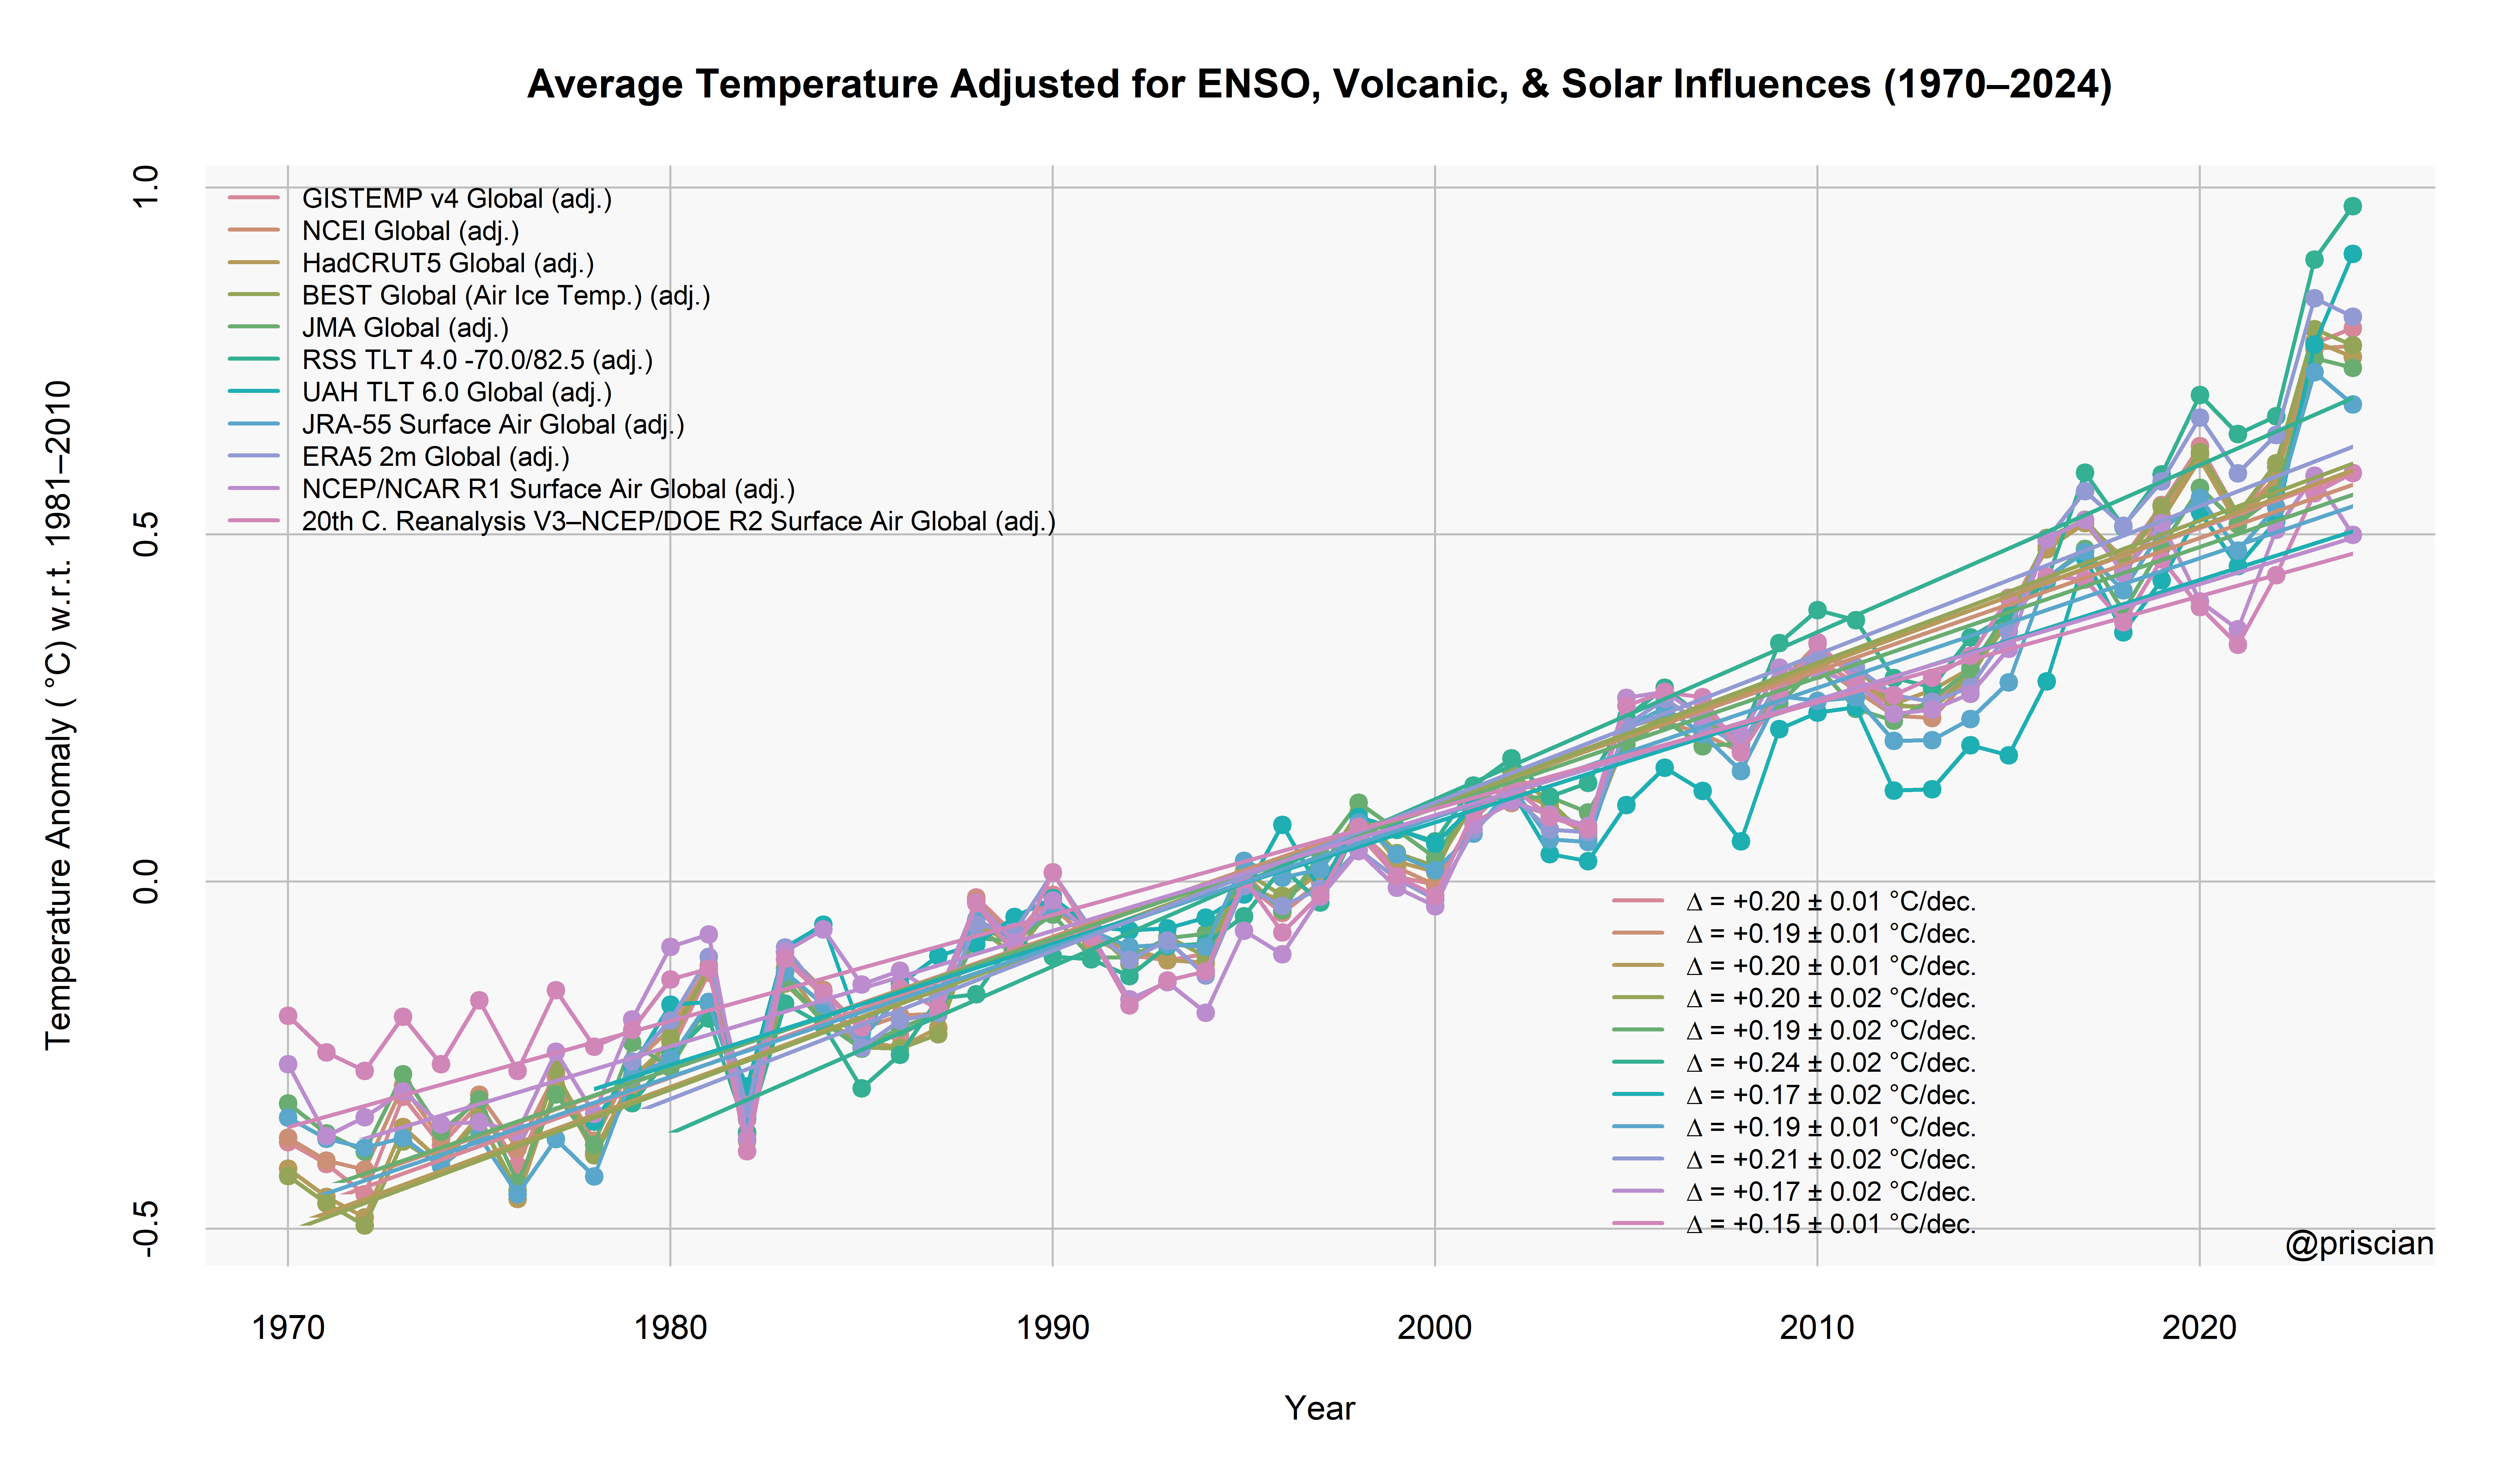 Average Temperature Adjusted for ENSO, Volcanic, & Solar Influences (1970–2024)
Temperature Anomaly ( °C) w.r.t. 1981–2010
1.0
0.5
0.0
-0.5
GISTEMP v4 Global (adj.)
NCEI Global (adj.)
HadCRUT5 Global (adj.)
BEST Global (Air Ice Temp.) (adj.)
JMA Global (adj.)
RSS TLT 4.0 -70.0/82.5 (adj.)
UAH TLT 6.0 Global (adj.)
JRA-55 Surface Air Global (adj.)
ERA5 2m Global (adj.)
NCEP/NCAR R1 Surface Air Global (adj.)
20th C. Reanalysis V3–NCEP/DOE R2 Surface Air Global (adj.)
Δ = +0.20 ± 0.01 °C/dec.
Δ = +0.19 ± 0.01 °C/dec.
Δ = +0.20 ± 0.01 °C/dec.
Δ = +0.20 ± 0.02 °C/dec.
Δ = +0.19 ± 0.02 °C/dec.
Δ = +0.24 ± 0.02 °C/dec.
Δ = +0.17 ± 0.02 °C/dec.
Δ = +0.19 ± 0.01 °C/dec.
Δ = +0.21 ± 0.02 °C/dec.
Δ = +0.17 ± 0.02 °C/dec.
Δ = +0.15 ± 0.01 °C/dec.
@priscian
1970 1980 1990 2000 2010 2020
Year